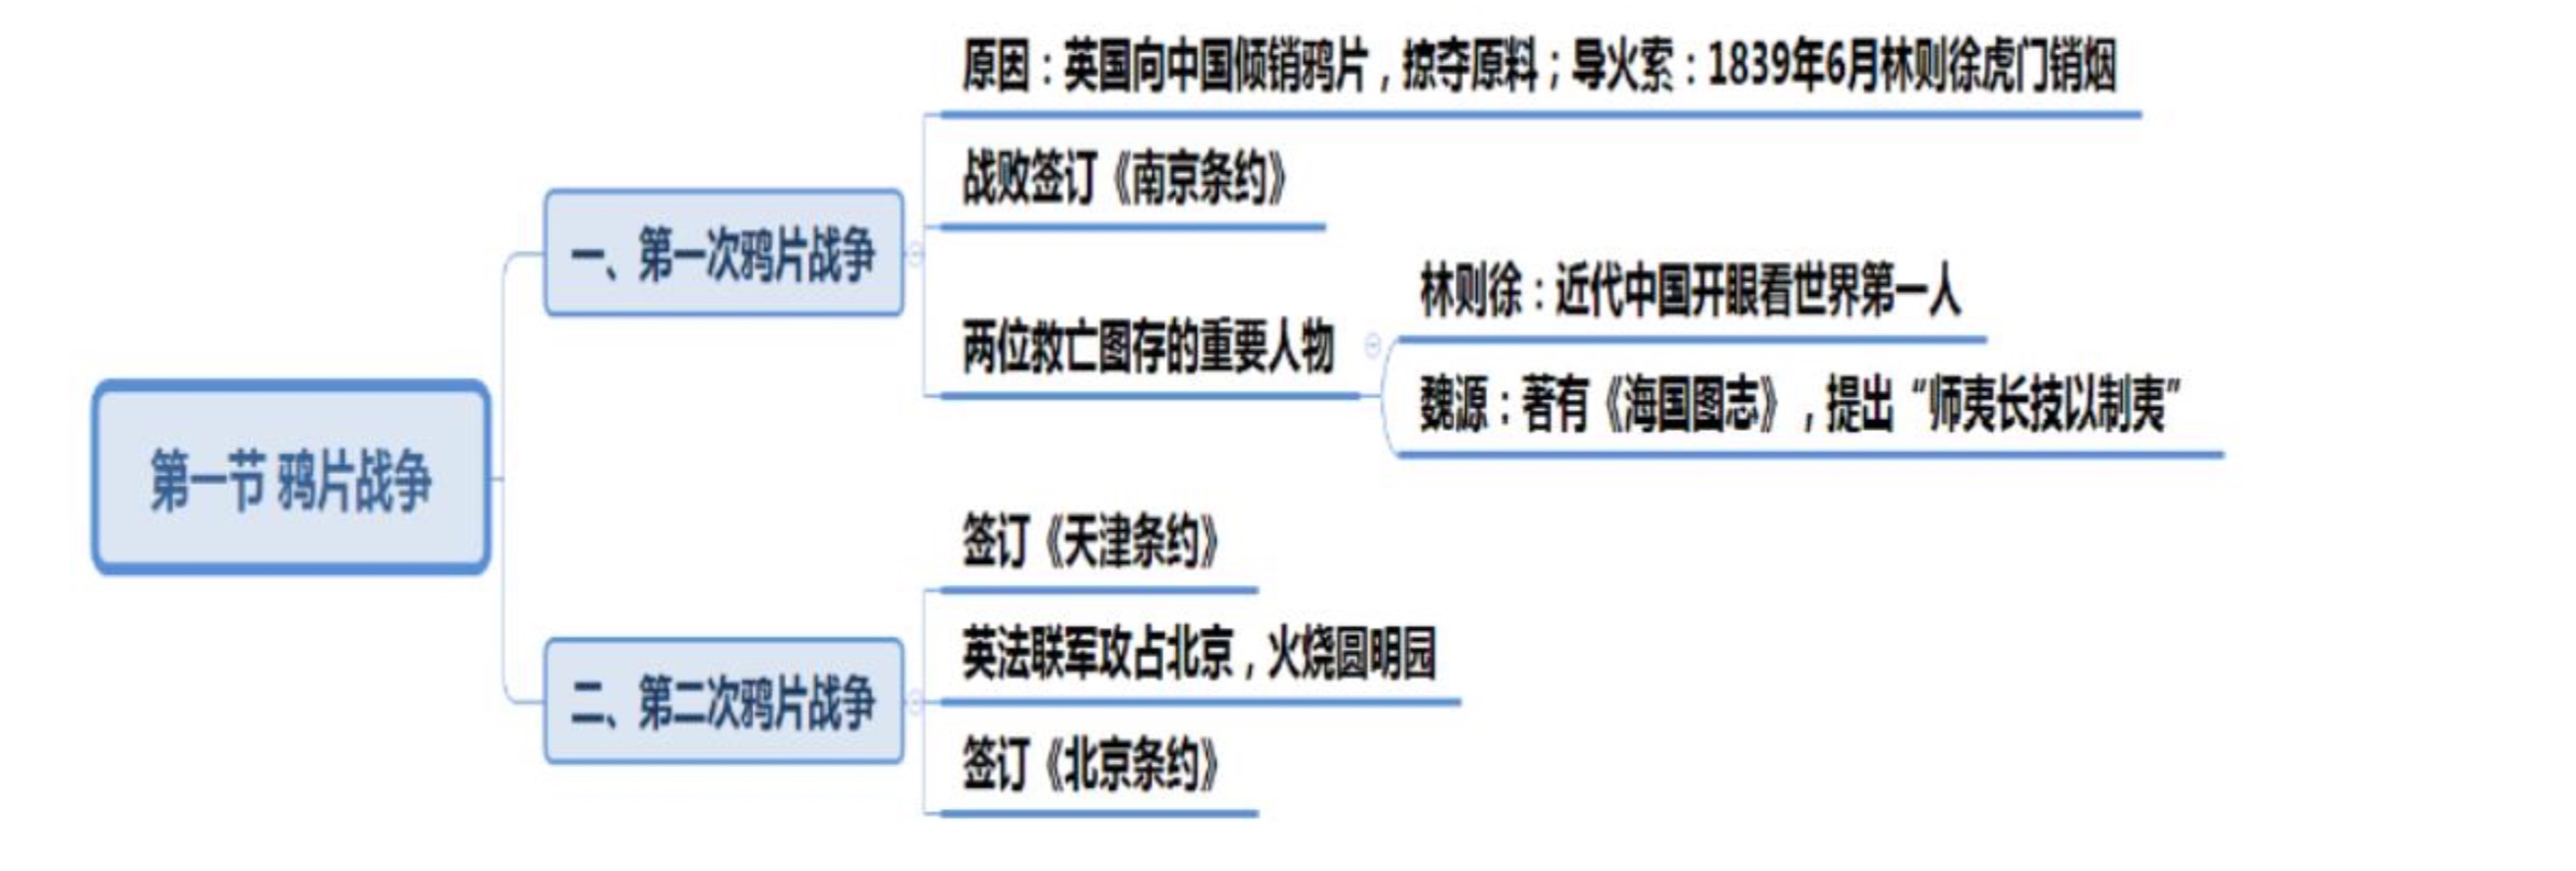 第一节 鸦片战争
一、第一次鸦片战争
原因：英国向中国倾销鸦片，掠夺原料；导火索：1839年6月林则徐虎门销烟
战败签订《南京条约》
两位救亡图存的重要人物
林则徐：近代中国开眼看世界第一人
魏源：著有《海国图志》，提出“师夷长技以制夷”
二、第二次鸦片战争
签订《天津条约》
英法联军攻占北京，火烧圆明园
签订《北京条约》